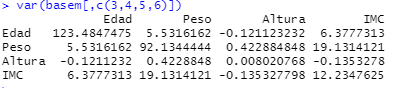 > var(basem[,c(3,4,5,6)])
Edad Peso Altura IMC
Edad 123.4847475 5.5316162 -0.121123232 6.3777313
Peso 5.5316162 92.1344444 0.422884848 19.1314121
Altura -0.1211232 0.4228848 0.008020768 -0.1353278
IMC 6.3777313 19.1314121 -0.135327798 12.2347625